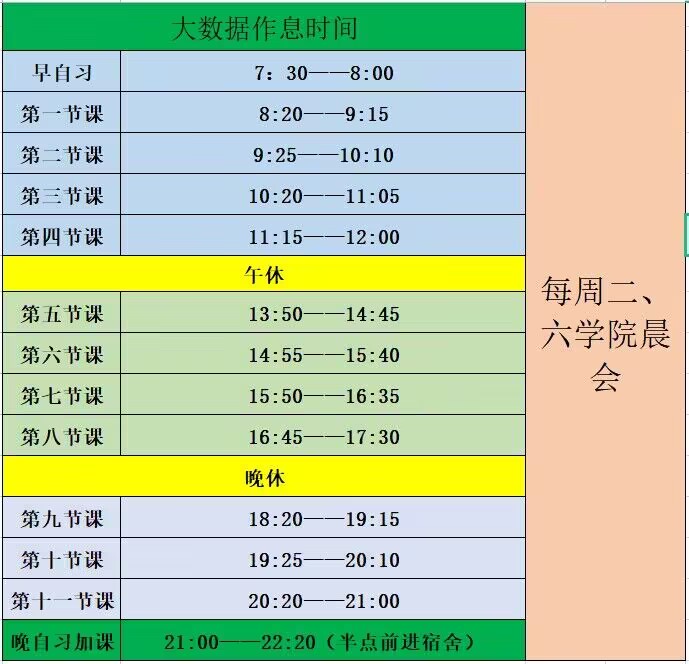 大数据作息时间
早自习 7：30——8:00
第一节课 8:20——9:15
第二节课 9:25——10:10
第三节课 10:20——11:05
第四节课 11:15——12:00
午休
第五节课 13:50——14:45
第六节课 14:55——15:40
第七节课 15:50——16:35
第八节课 16:45——17:30
晚休
第九节课 18:20——19:15
第十节课 19:25——20:10
第十一节课 20:20——21:00
晚自习加课 21:00——22:20（半点前进宿舍）
每周二、
六学院晨
会